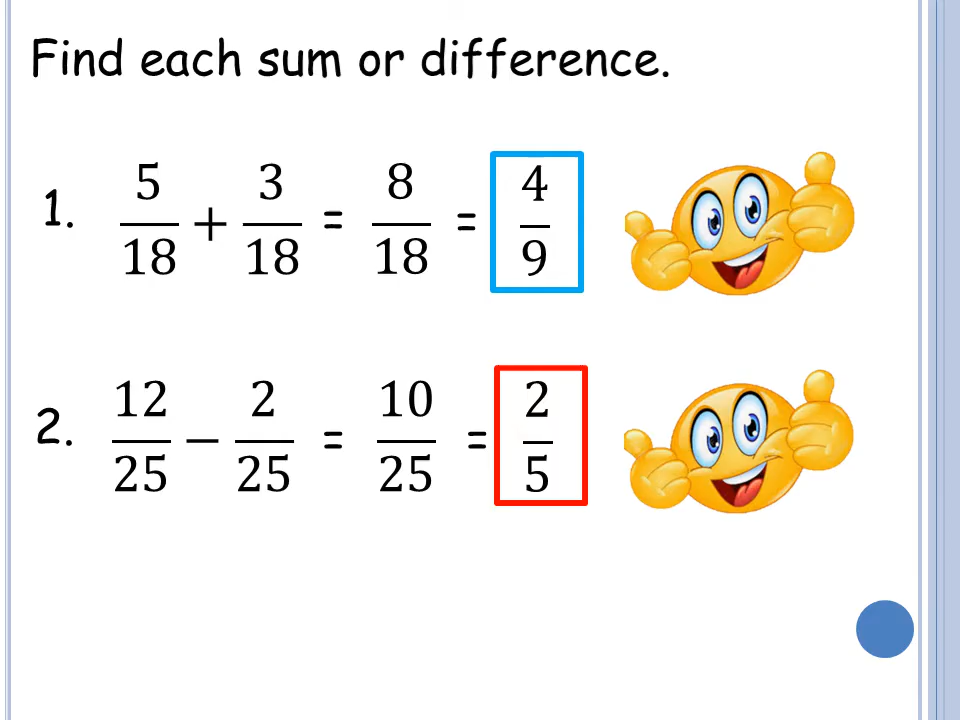 Find each sum or difference.
1. 5/18 + 3/18 = 8/18 = 4/9
2. 12/25 − 2/25 = 10/25 = 2/5